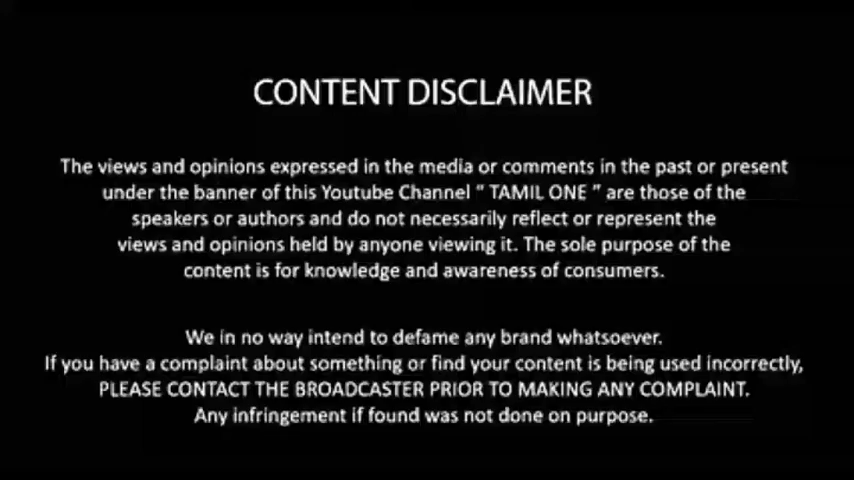 CONTENT DISCLAIMER
The views and opinions expressed in the media or comments in the past or present
under the banner of this Youtube Channel " TAMIL ONE " are those of the
speakers or authors and do not necessarily reflect or represent the
views and opinions held by anyone viewing it. The sole purpose of the
content is for knowledge and awareness of consumers.
We in no way intend to defame any brand whatsoever.
If you have a complaint about something or find your content is being used incorrectly,
PLEASE CONTACT THE BROADCASTER PRIOR TO MAKING ANY COMPLAINT.
Any infringement if found was not done on purpose.